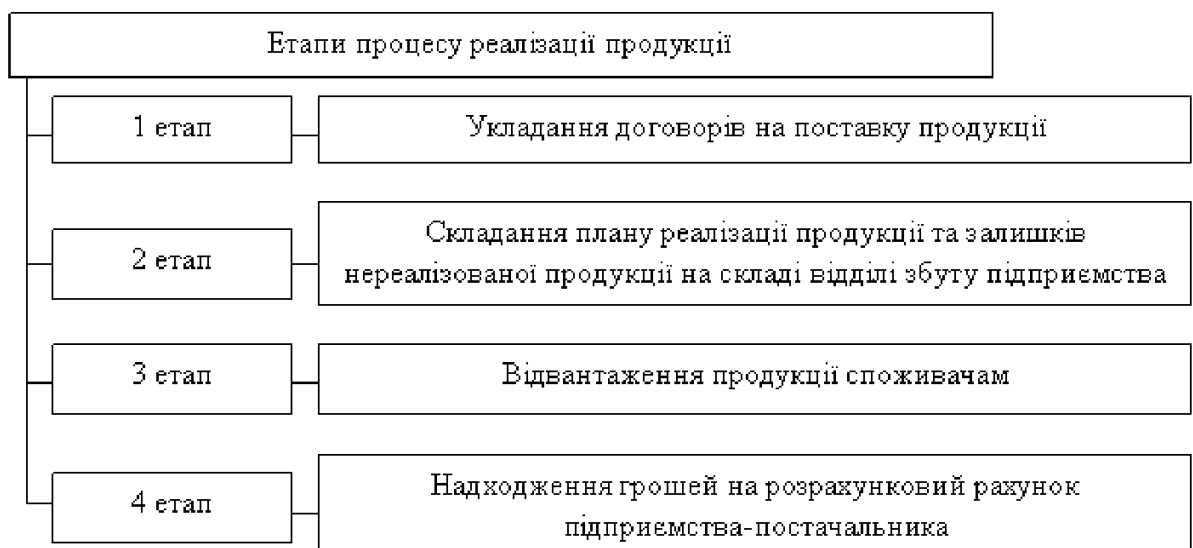 Етапи процесу реалізації продукції
1 етап
Укладання договорів на поставку продукції
2 етап
Складання плану реалізації продукції та залишків
нереалізованої продукції на складі відділі збуту підприємства
3 етап
Відвантаження продукції споживачам
4 етап
Надходження грошей на розрахунковий рахунок
підприємства-постачальника